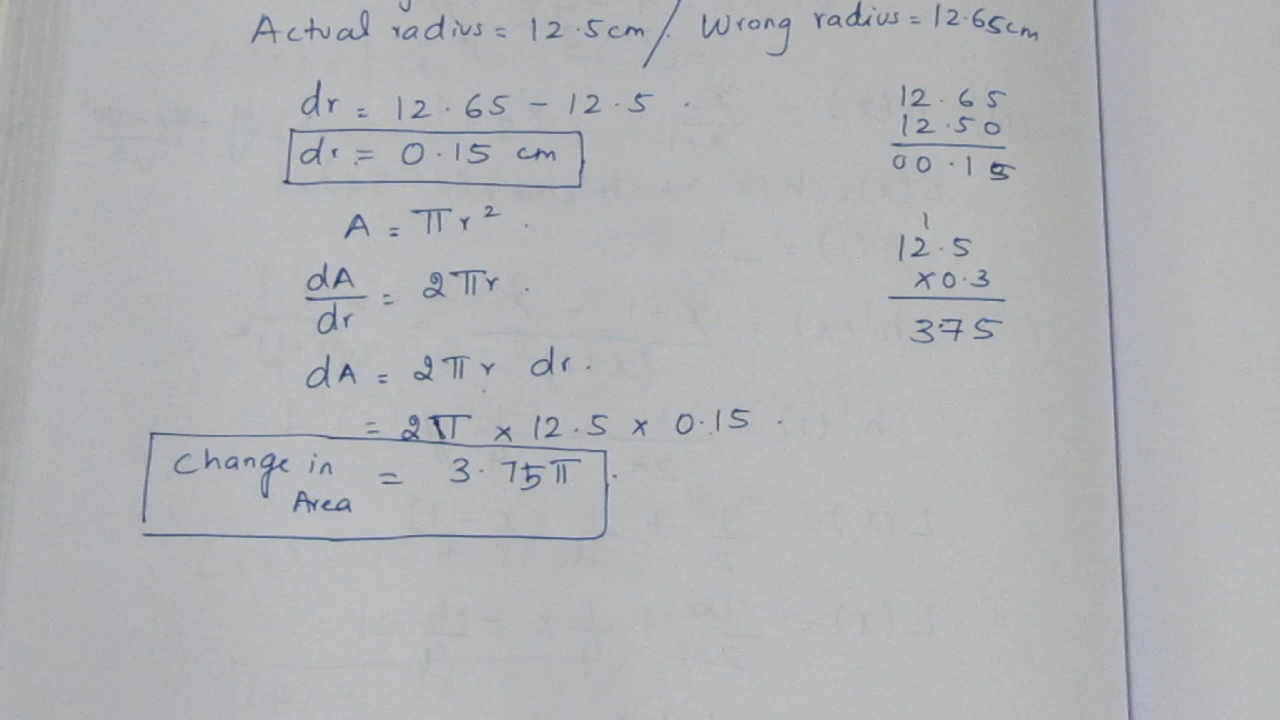 Actual radius = 12.5cm / Wrong radius = 12.65cm
dr = 12.65 - 12.5
dr = 0.15 cm
A = πr²
dA/dr = 2πr
dA = 2πr dr.
= 2π × 12.5 × 0.15
Change in Area = 3.75π
12.65
12.50
00.15
1
12.5
×0.3
375